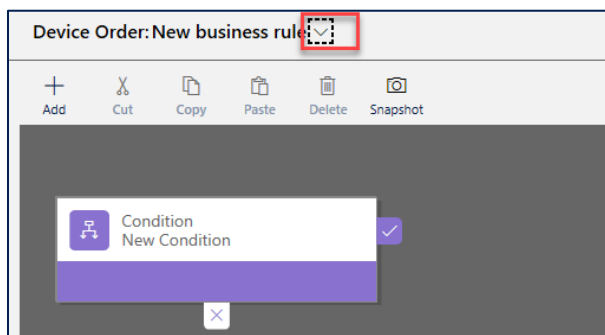 Device Order: New business rule
Add Cut Copy Paste Delete Snapshot
Condition
New Condition